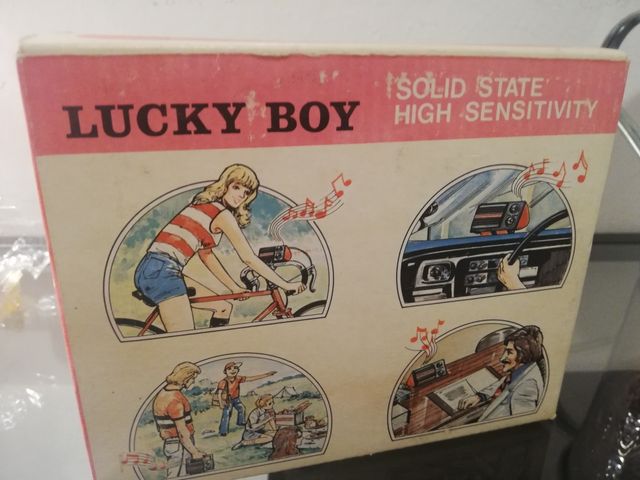 LUCKY BOY
SOLID STATE
HIGH SENSITIVITY